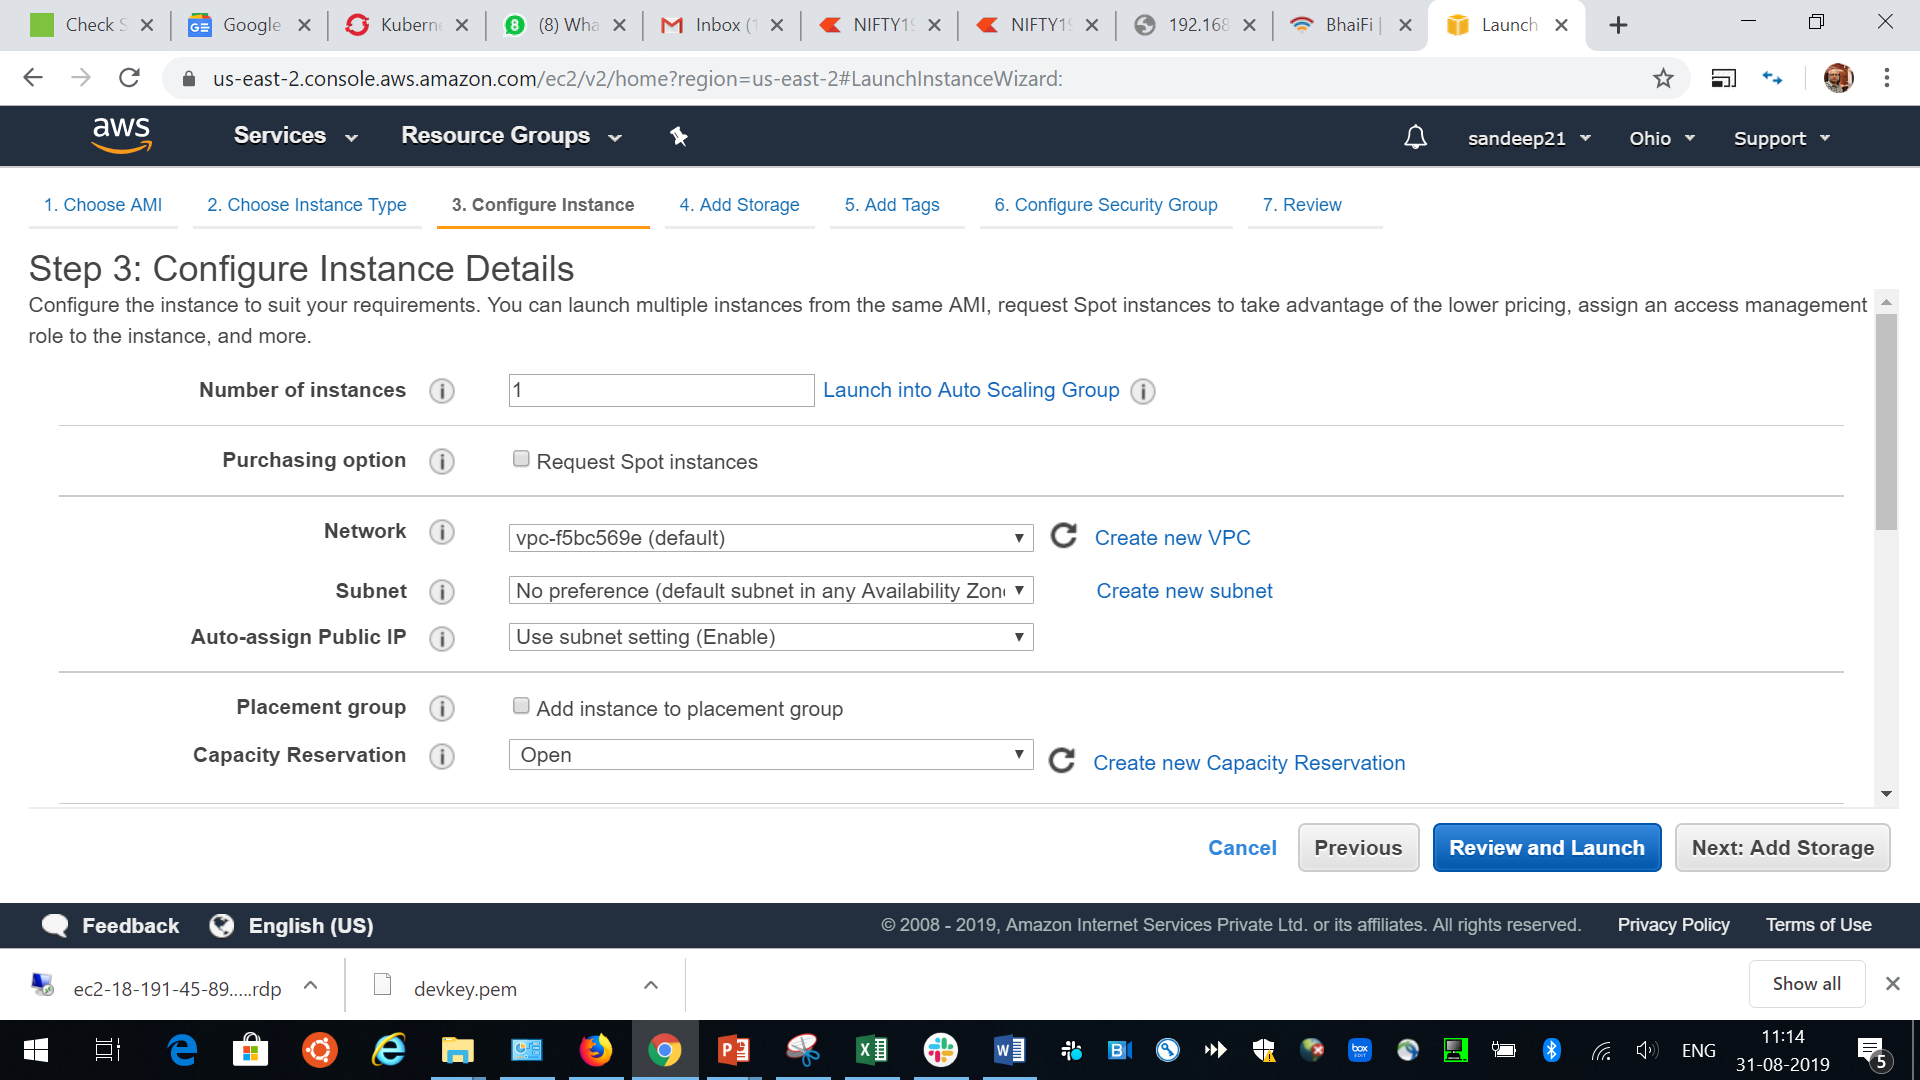 Check S
Google
Kuberne
(8) Wha
Inbox (1
NIFTY19
NIFTY19
192.168
BhaiFi |
Launch
us-east-2.console.aws.amazon.com/ec2/v2/home?region=us-east-2#LaunchInstanceWizard:
aws
Services
Resource Groups
sandeep21
Ohio
Support
1. Choose AMI
2. Choose Instance Type
3. Configure Instance
4. Add Storage
5. Add Tags
6. Configure Security Group
7. Review
Step 3: Configure Instance Details
Configure the instance to suit your requirements. You can launch multiple instances from the same AMI, request Spot instances to take advantage of the lower pricing, assign an access management
role to the instance, and more.
Number of instances
1
Launch into Auto Scaling Group
Purchasing option
Request Spot instances
Network
vpc-f5bc569e (default)
Create new VPC
Subnet
No preference (default subnet in any Availability Zon
Create new subnet
Auto-assign Public IP
Use subnet setting (Enable)
Placement group
Add instance to placement group
Capacity Reservation
Open
Create new Capacity Reservation
Cancel
Previous
Review and Launch
Next: Add Storage
Feedback
English (US)
© 2008 - 2019, Amazon Internet Services Private Ltd. or its affiliates. All rights reserved.
Privacy Policy
Terms of Use
ec2-18-191-45-89.....rdp
devkey.pem
Show all
box
ENG
11:14
31-08-2019
5